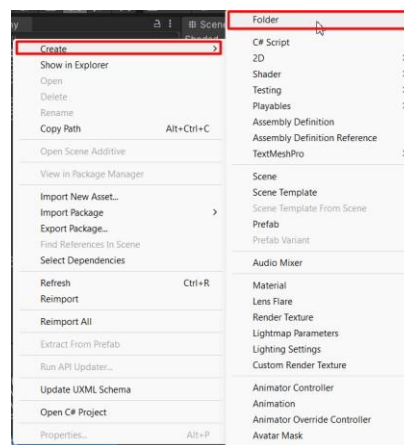 y
Scene
Shaded
Create
Show in Explorer
Open
Delete
Rename
Copy Path Alt+Ctrl+C
Open Scene Additive
View in Package Manager
Import New Asset...
Import Package
Export Package...
Find References In Scene
Select Dependencies
Refresh Ctrl+R
Reimport
Reimport All
Extract From Prefab
Run API Updater...
Update UXML Schema
Open C# Project
Properties... Alt+P
Folder
C# Script
2D
Shader
Testing
Playables
Assembly Definition
Assembly Definition Reference
TextMeshPro
Scene
Scene Template
Scene Template From Scene
Prefab
Prefab Variant
Audio Mixer
Material
Lens Flare
Render Texture
Lightmap Parameters
Lighting Settings
Custom Render Texture
Animator Controller
Animation
Animator Override Controller
Avatar Mask